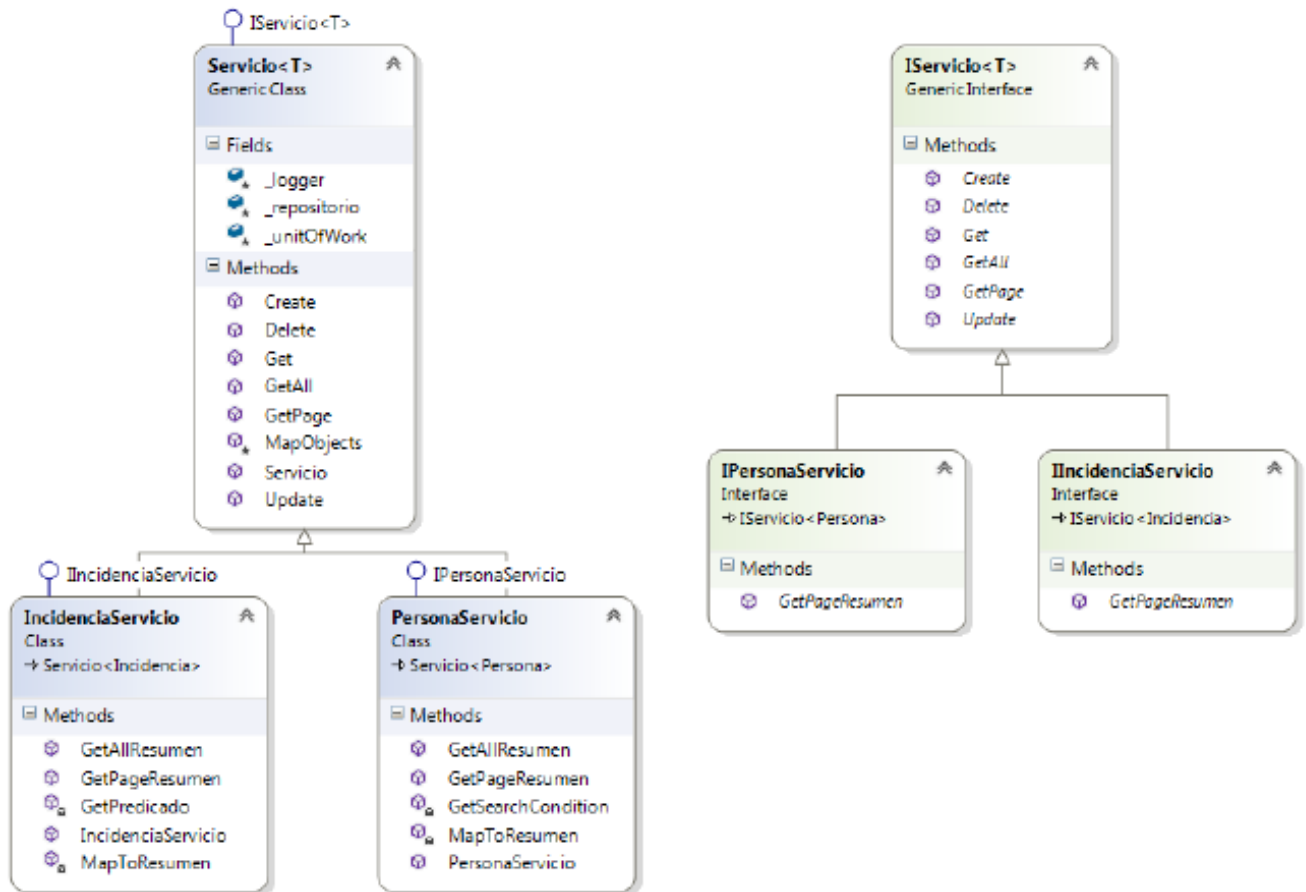 IServicio<T>
Servicio<T>
Generic Class
Fields
_logger
_repositorio
_unitOfWork
Methods
Create
Delete
Get
GetAll
GetPage
MapObjects
Servicio
Update
IIncidenciaServicio
IncidenciaServicio
Class
Servicio<Incidencia>
Methods
GetAllResumen
GetPageResumen
GetPredicado
IncidenciaServicio
MapToResumen
IPersonaServicio
PersonaServicio
Class
Servicio<Persona>
Methods
GetAllResumen
GetPageResumen
GetSearchCondition
MapToResumen
PersonaServicio
IServicio<T>
Generic Interface
Methods
Create
Delete
Get
GetAll
GetPage
Update
IPersonaServicio
Interface
IServicio<Persona>
Methods
GetPageResumen
IIncidenciaServicio
Interface
IServicio<Incidencia>
Methods
GetPageResumen